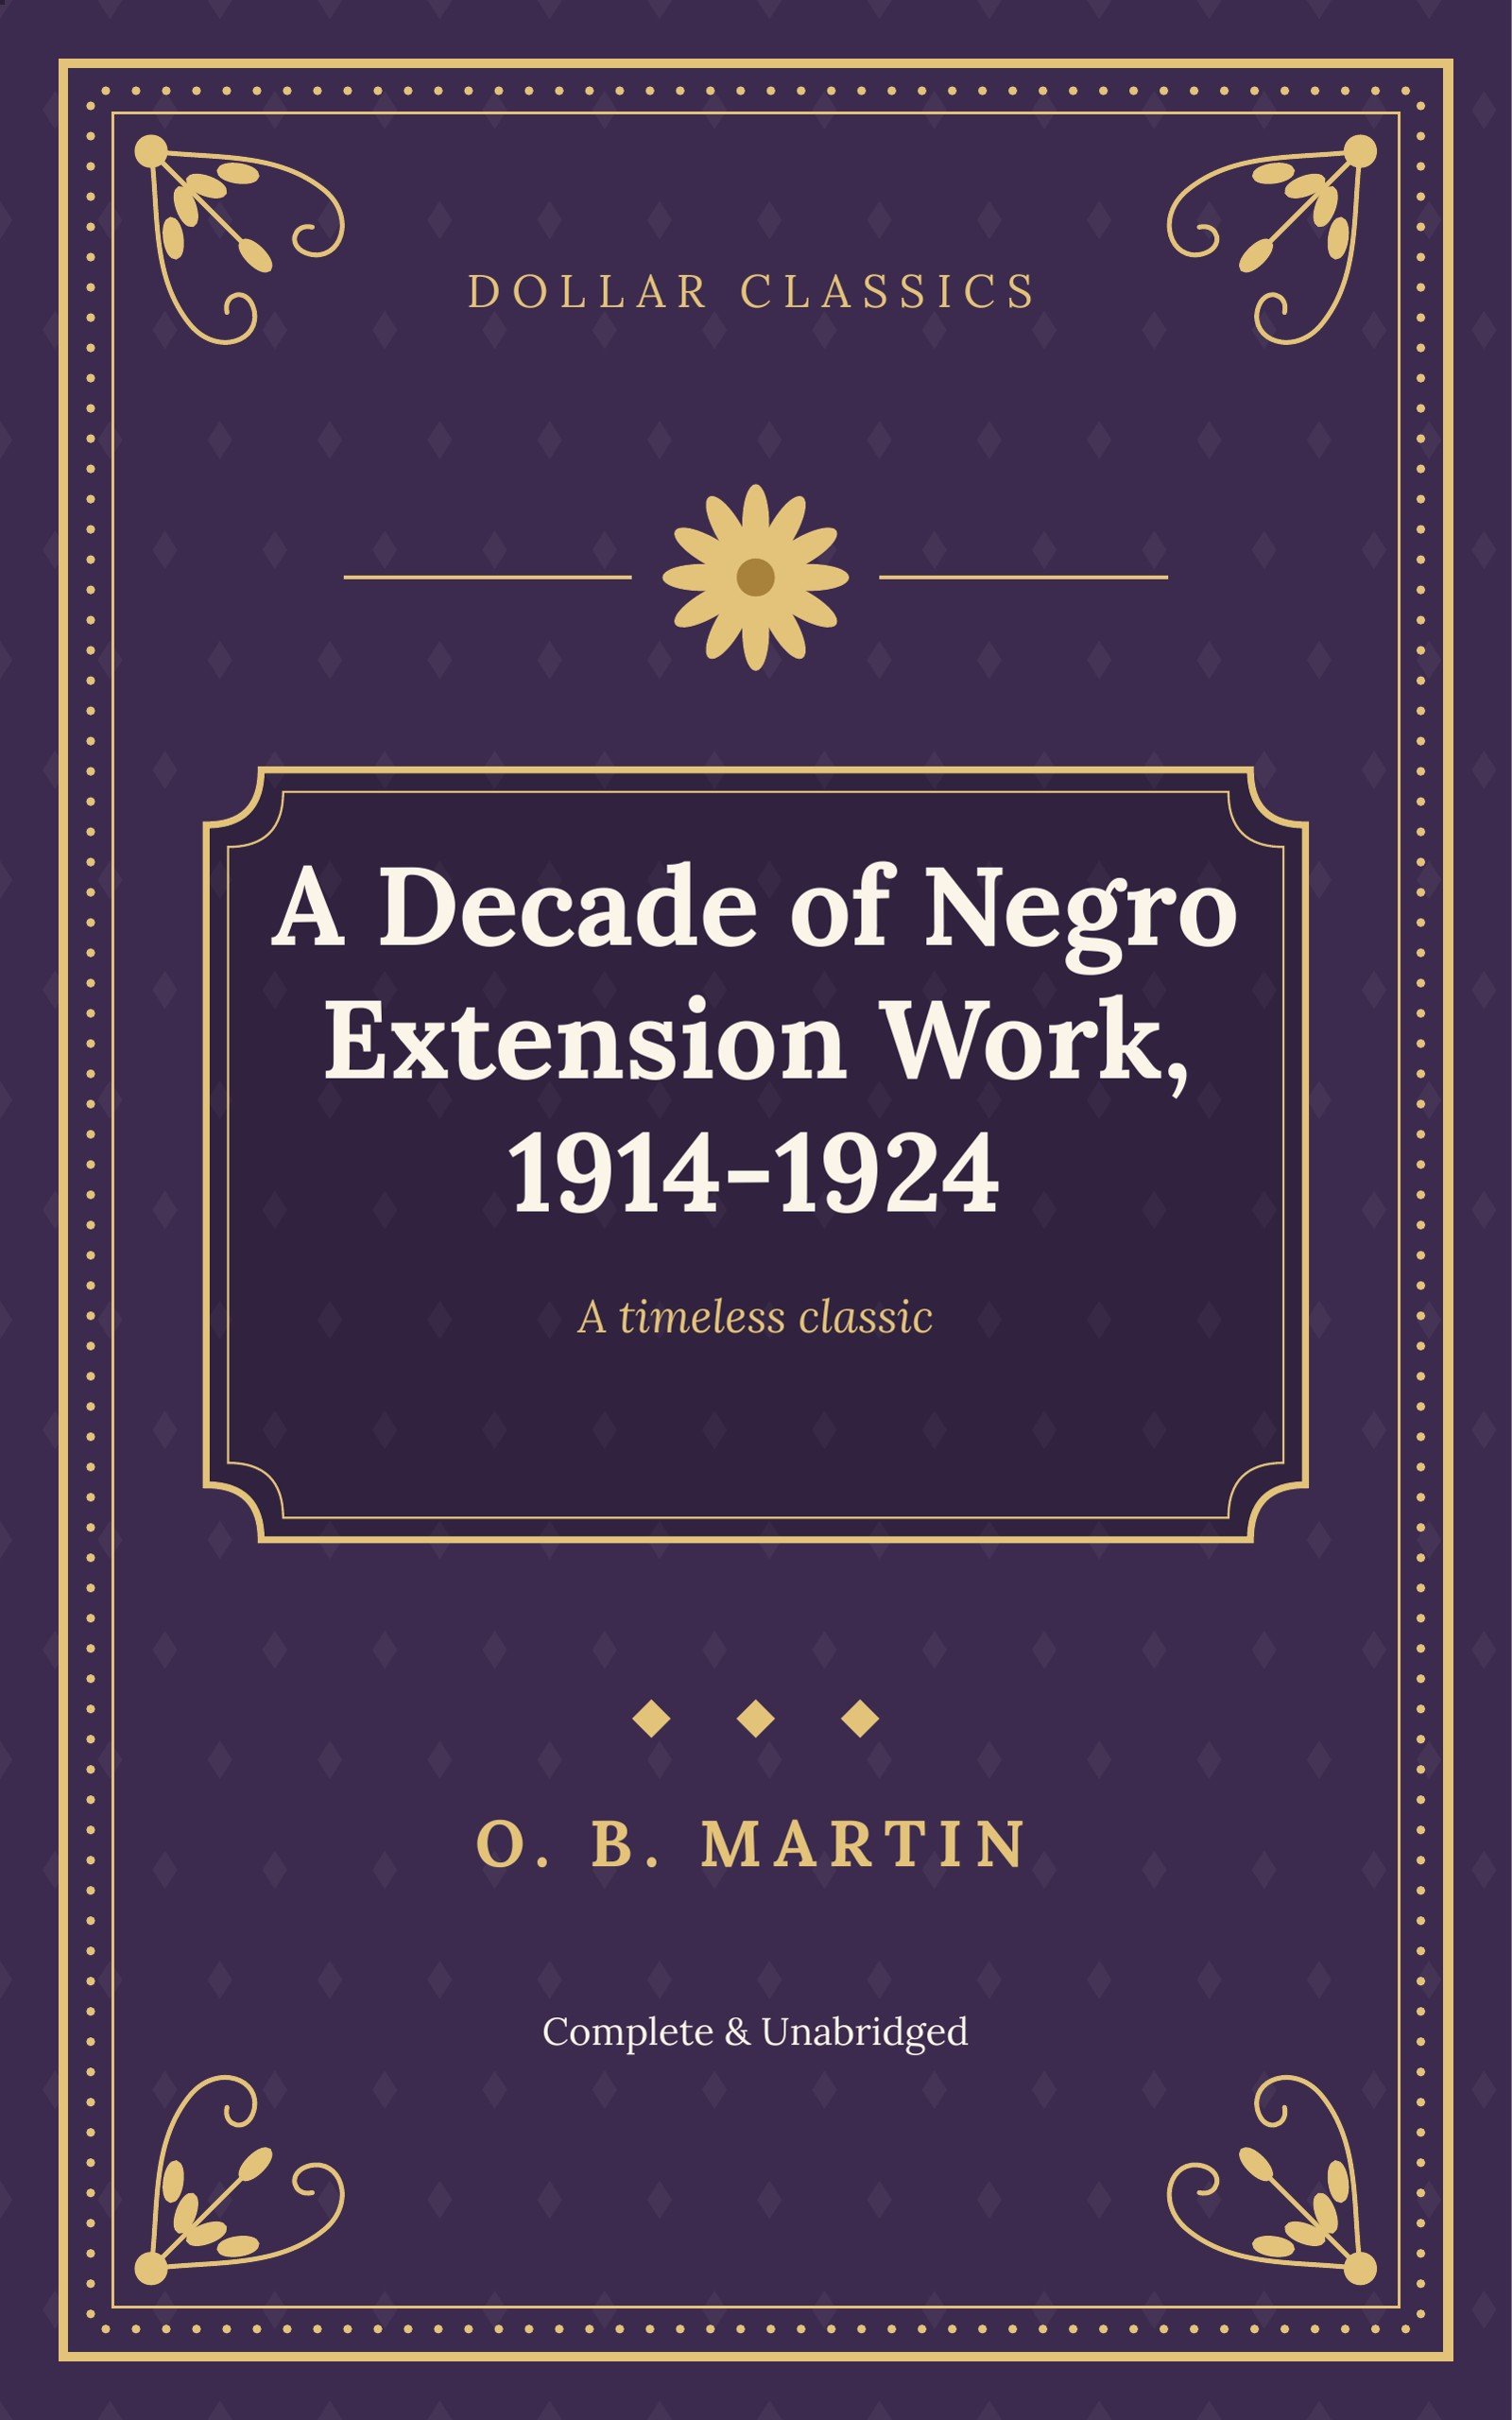 DOLLAR CLASSICS
A Decade of Negro
Extension Work,
1914-1924
A timeless classic
O. B. MARTIN
Complete & Unabridged